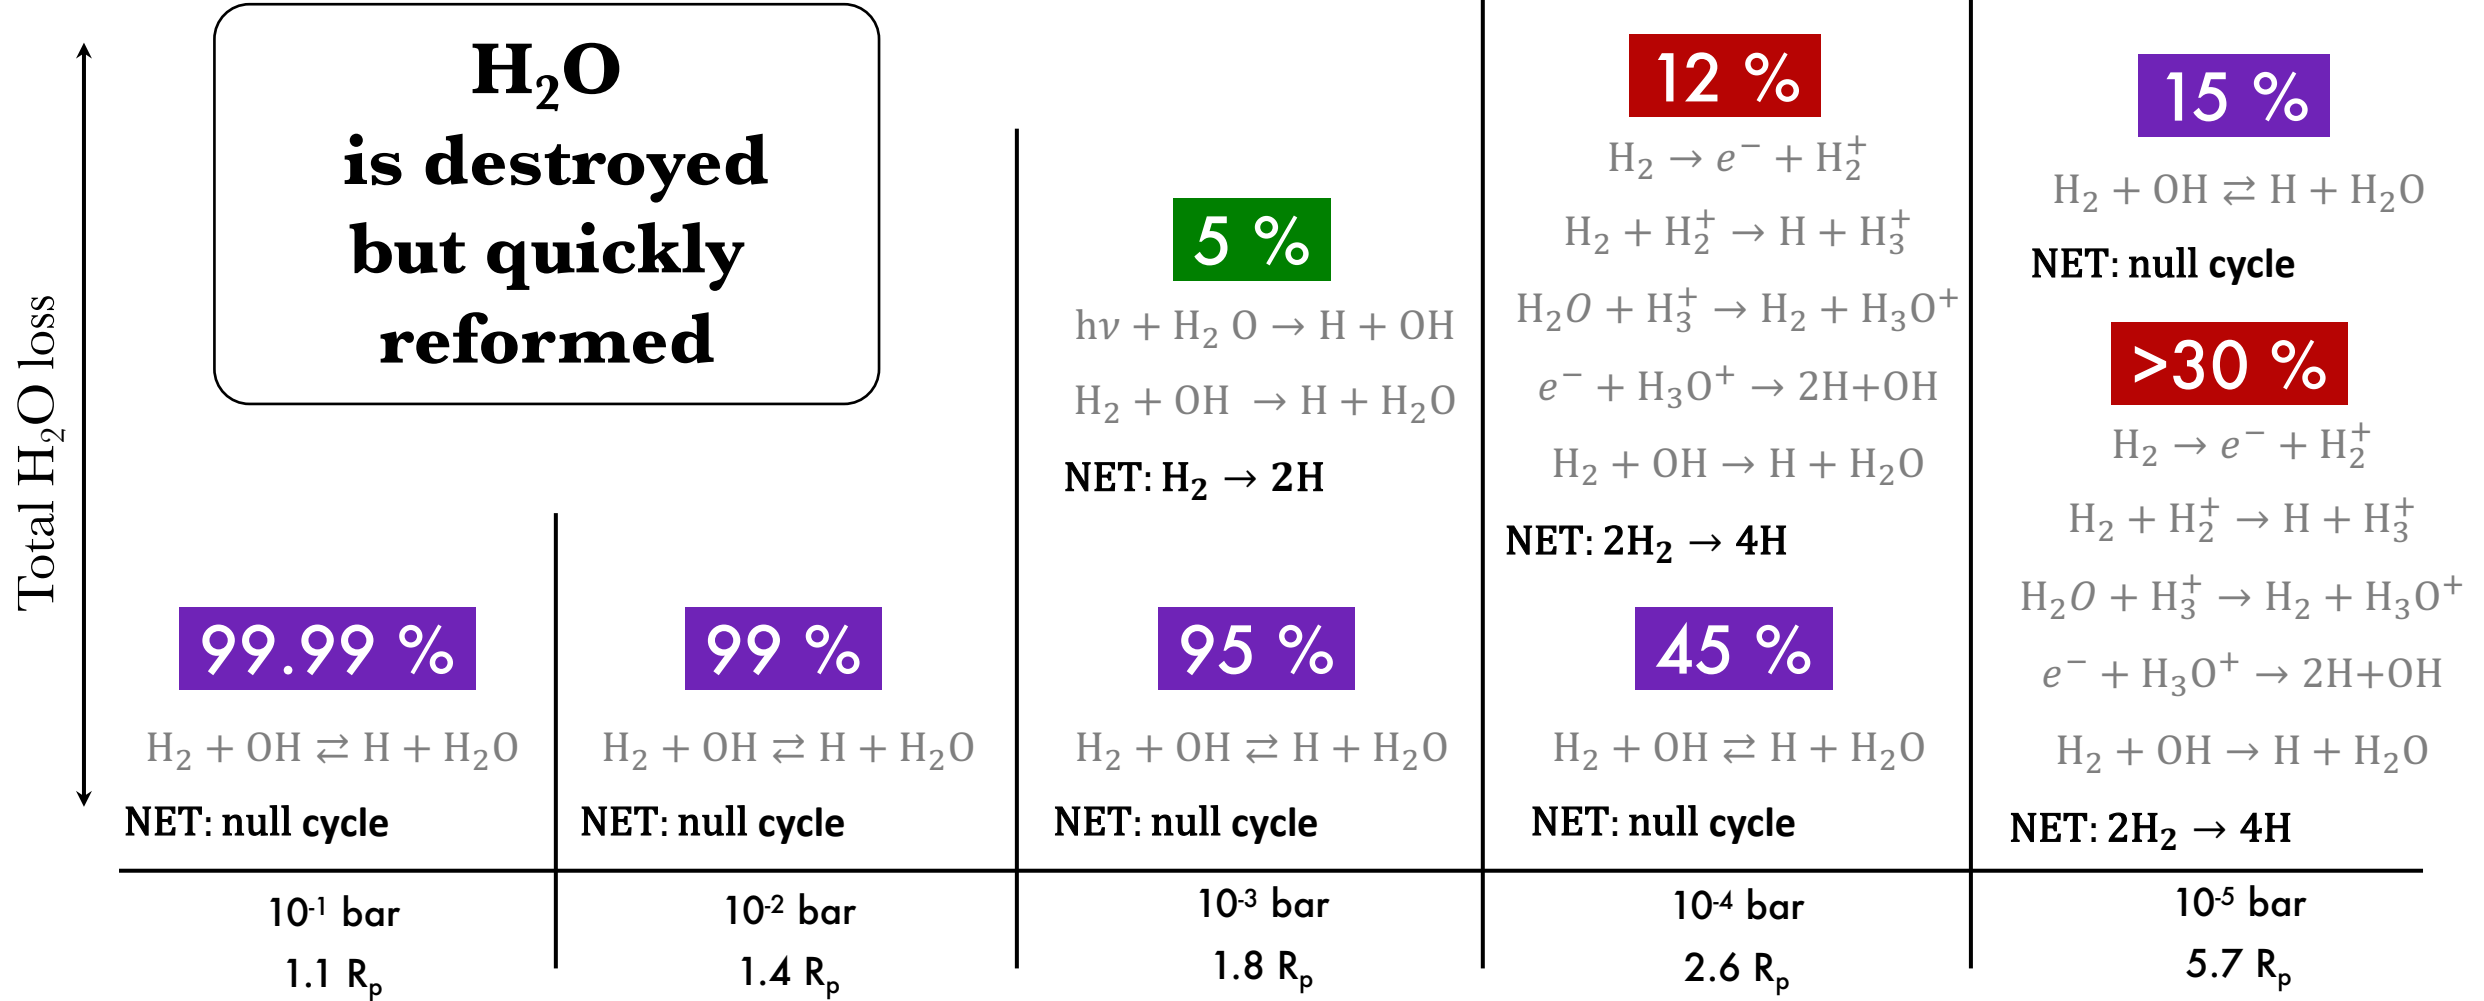 Total H₂O loss
H₂O
is destroyed
but quickly
reformed
99.99 %
H₂ + OH ⇄ H + H₂O
NET: null cycle
10⁻¹ bar
1.1 Rₚ
99 %
H₂ + OH ⇄ H + H₂O
NET: null cycle
10⁻² bar
1.4 Rₚ
5 %
hν + H₂ O → H + OH
H₂ + OH → H + H₂O
NET: H₂ → 2H
95 %
H₂ + OH ⇄ H + H₂O
NET: null cycle
10⁻³ bar
1.8 Rₚ
12 %
H₂ → e⁻ + H₂⁺
H₂ + H₂⁺ → H + H₃⁺
H₂O + H₃⁺ → H₂ + H₃O⁺
e⁻ + H₃O⁺ → 2H+OH
H₂ + OH → H + H₂O
NET: 2H₂ → 4H
45 %
H₂ + OH ⇄ H + H₂O
NET: null cycle
10⁻⁴ bar
2.6 Rₚ
15 %
H₂ + OH ⇄ H + H₂O
NET: null cycle
>30 %
H₂ → e⁻ + H₂⁺
H₂ + H₂⁺ → H + H₃⁺
H₂O + H₃⁺ → H₂ + H₃O⁺
e⁻ + H₃O⁺ → 2H+OH
H₂ + OH → H + H₂O
NET: 2H₂ → 4H
10⁻⁵ bar
5.7 Rₚ